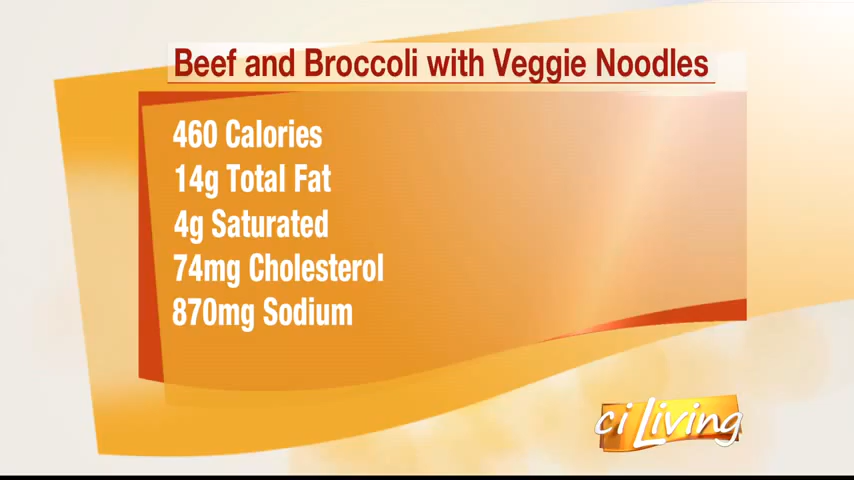 Beef and Broccoli with Veggie Noodles
460 Calories
14g Total Fat
4g Saturated
74mg Cholesterol
870mg Sodium
ci Living